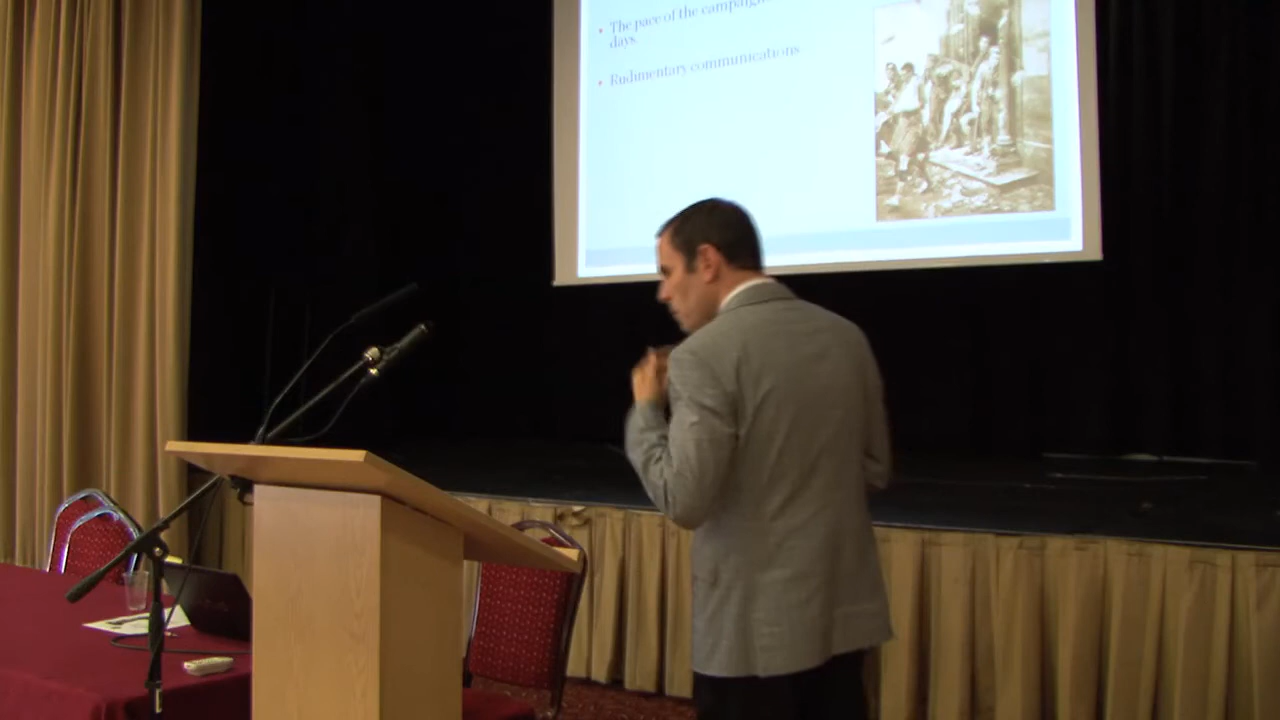 The pace of the campaign
days.
Rudimentary communications